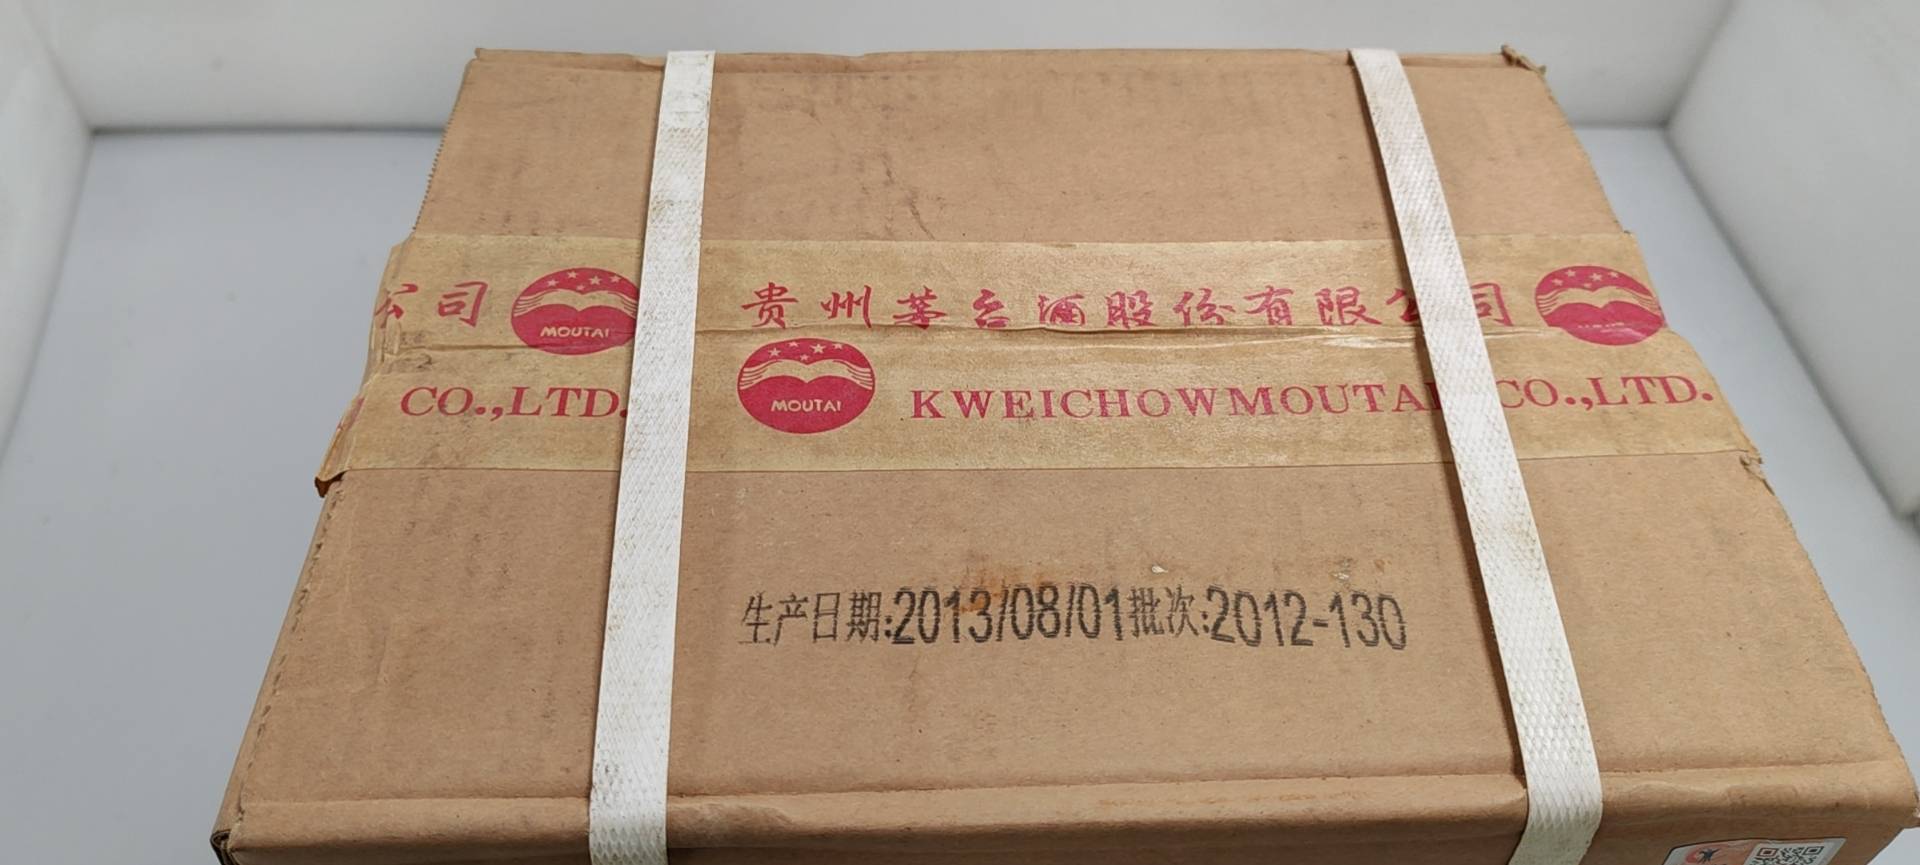 公司 MOUTAI 贵州茅台酒股份有限公司
CO.,LTD. MOUTAI KWEICHOWMOUTAI CO.,LTD.
生产日期:2013/08/01批次:2012-130